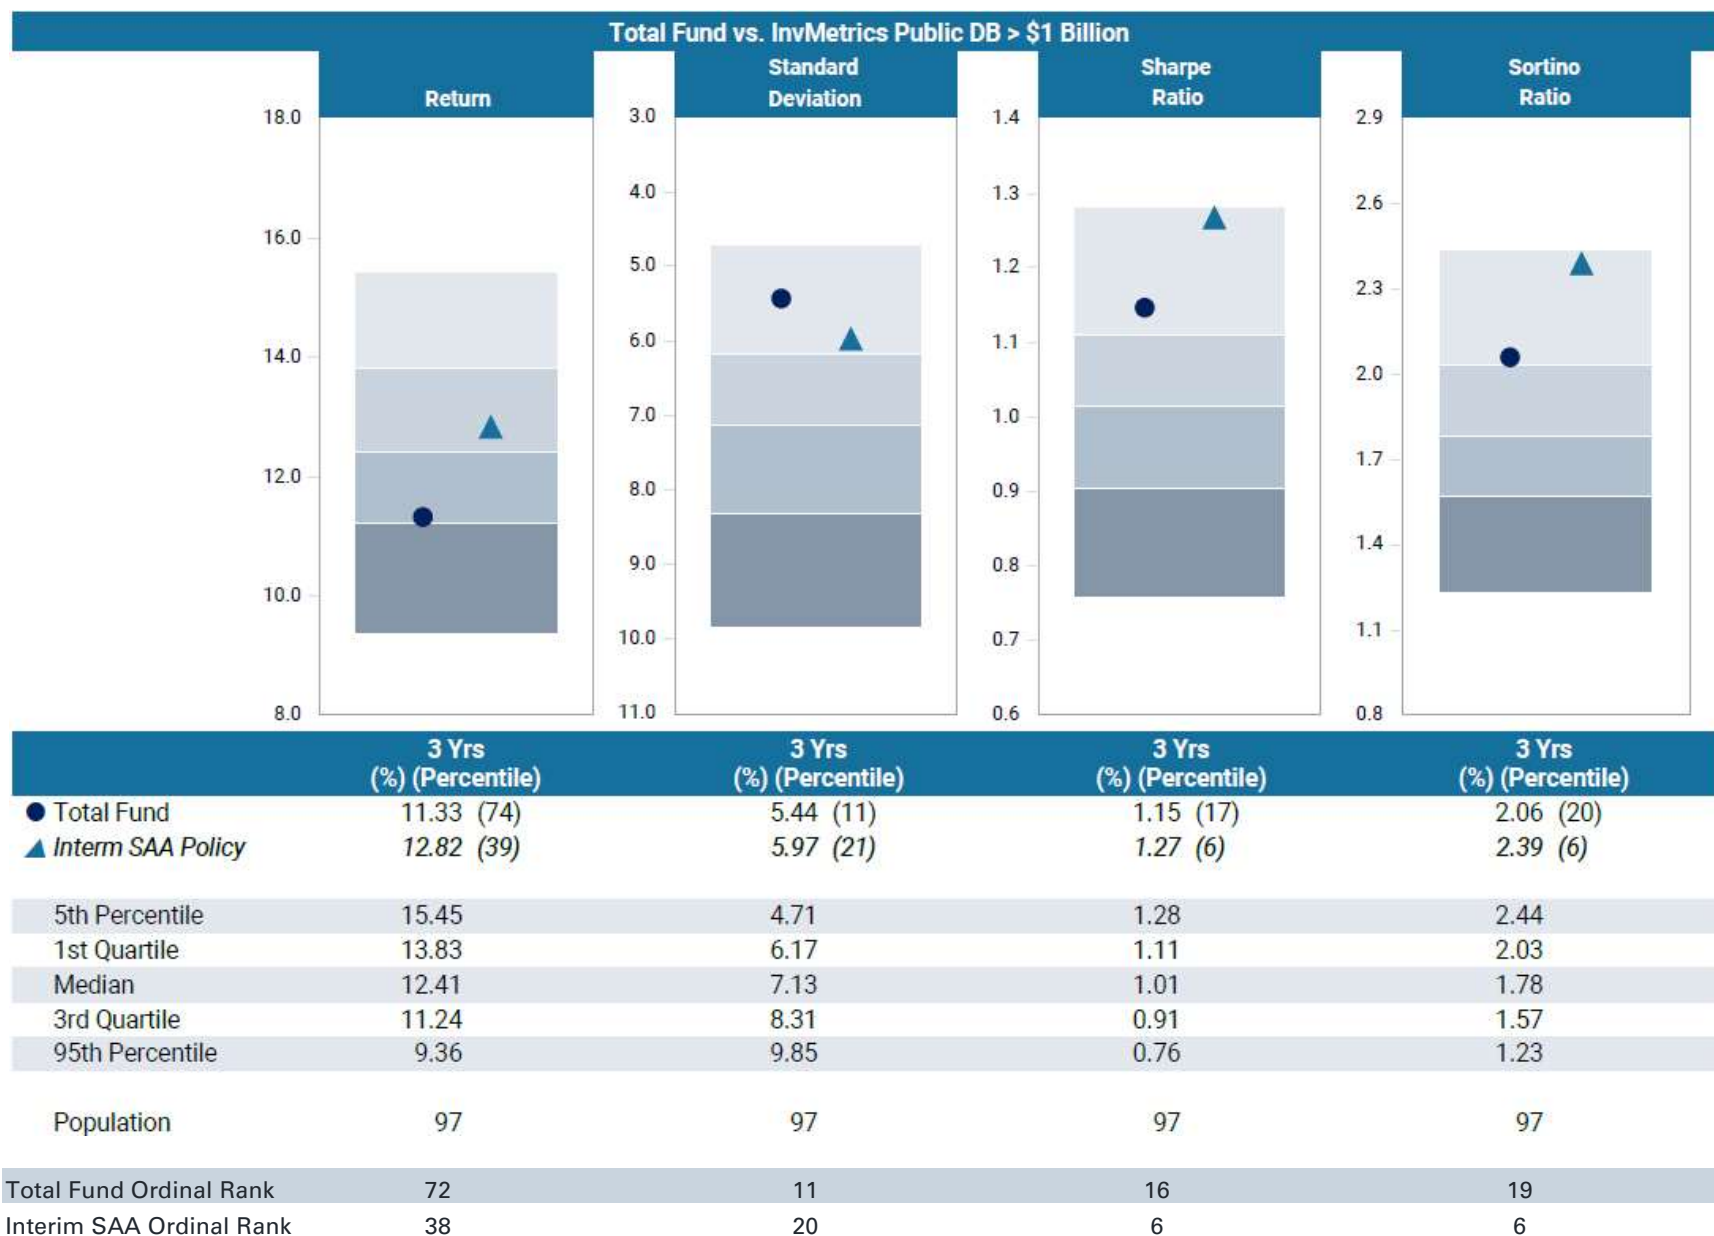 Total Fund vs. InvMetrics Public DB > $1 Billion
Return
Standard
Deviation
Sharpe
Ratio
Sortino
Ratio
18.0
16.0
14.0
12.0
10.0
8.0
3.0
4.0
5.0
6.0
7.0
8.0
9.0
10.0
11.0
1.4
1.3
1.2
1.1
1.0
0.9
0.8
0.7
0.6
2.9
2.6
2.3
2.0
1.7
1.4
1.1
0.8
3 Yrs 3 Yrs 3 Yrs 3 Yrs
(%) (Percentile) (%) (Percentile) (%) (Percentile) (%) (Percentile)
Total Fund 11.33 (74) 5.44 (11) 1.15 (17) 2.06 (20)
Interm SAA Policy 12.82 (39) 5.97 (21) 1.27 (6) 2.39 (6)
5th Percentile 15.45 4.71 1.28 2.44
1st Quartile 13.83 6.17 1.11 2.03
Median 12.41 7.13 1.01 1.78
3rd Quartile 11.24 8.31 0.91 1.57
95th Percentile 9.36 9.85 0.76 1.23
Population 97 97 97 97
Total Fund Ordinal Rank 72 11 16 19
Interim SAA Ordinal Rank 38 20 6 6